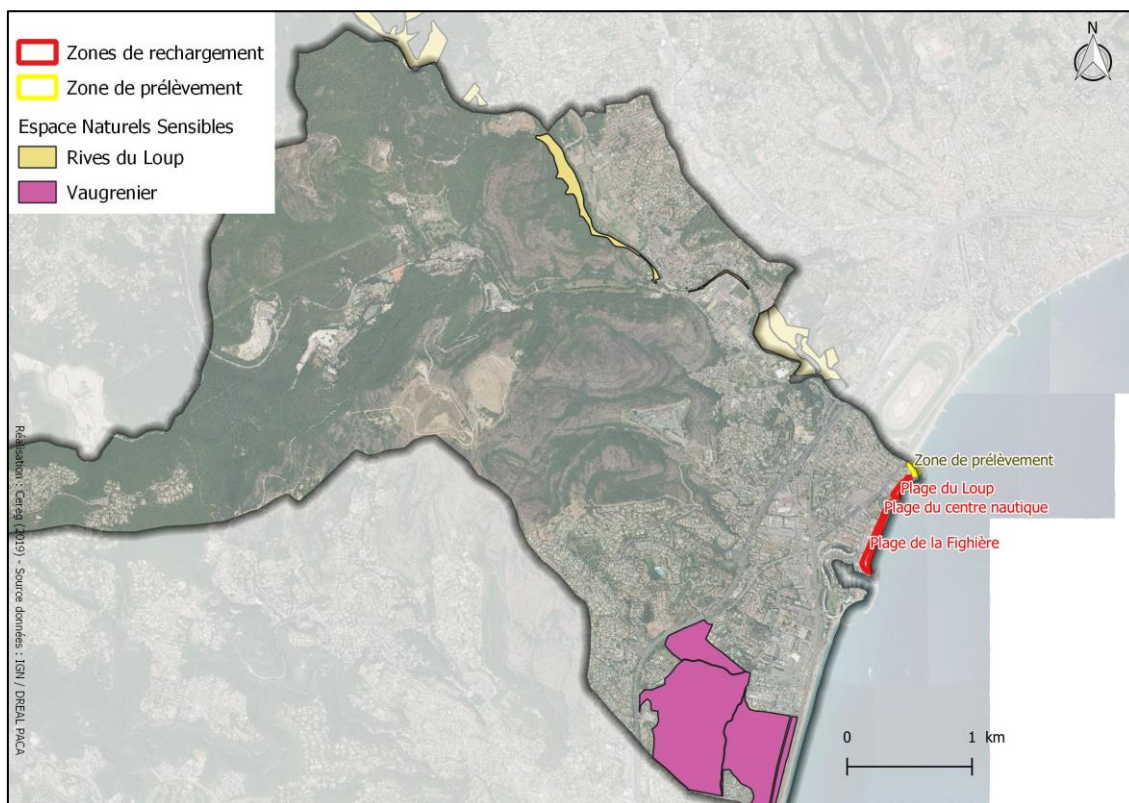 Zones de rechargement
Zone de prélèvement
Espace Naturels Sensibles
Rives du Loup
Vaugrenier
N
Zone de prélèvement
Plage du Loup
Plage du centre nautique
Plage de la Fighière
0 1 km
Réalisation : Cereg (2019) - Source données : IGN / DREAL PACA